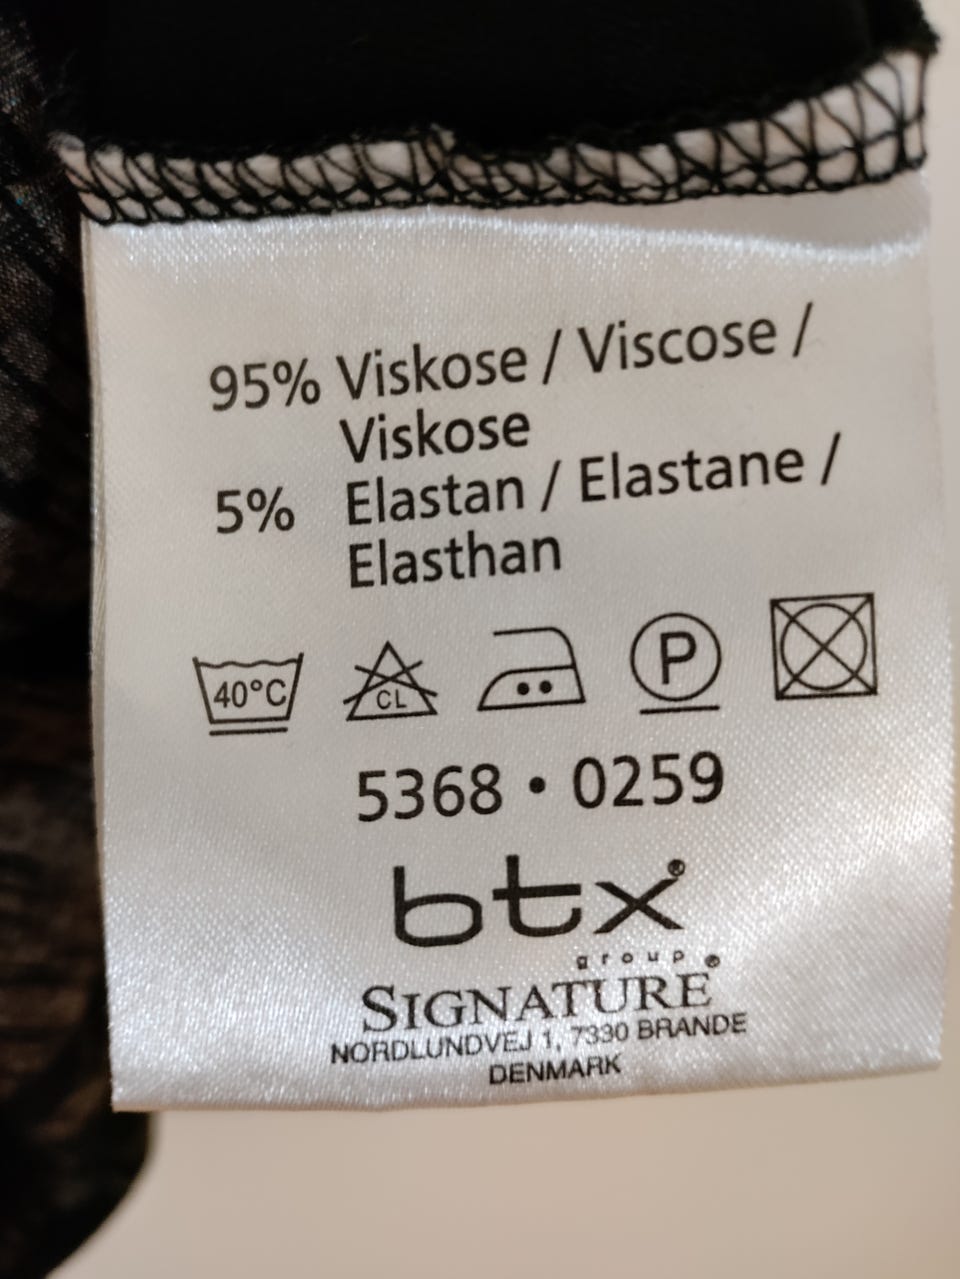 95% Viskose / Viscose /
Viskose
5% Elastan / Elastane /
Elasthan
40°C CL P
5368 • 0259
btx®
group®
SIGNATURE
NORDLUNDVEJ 1, 7330 BRANDE
DENMARK